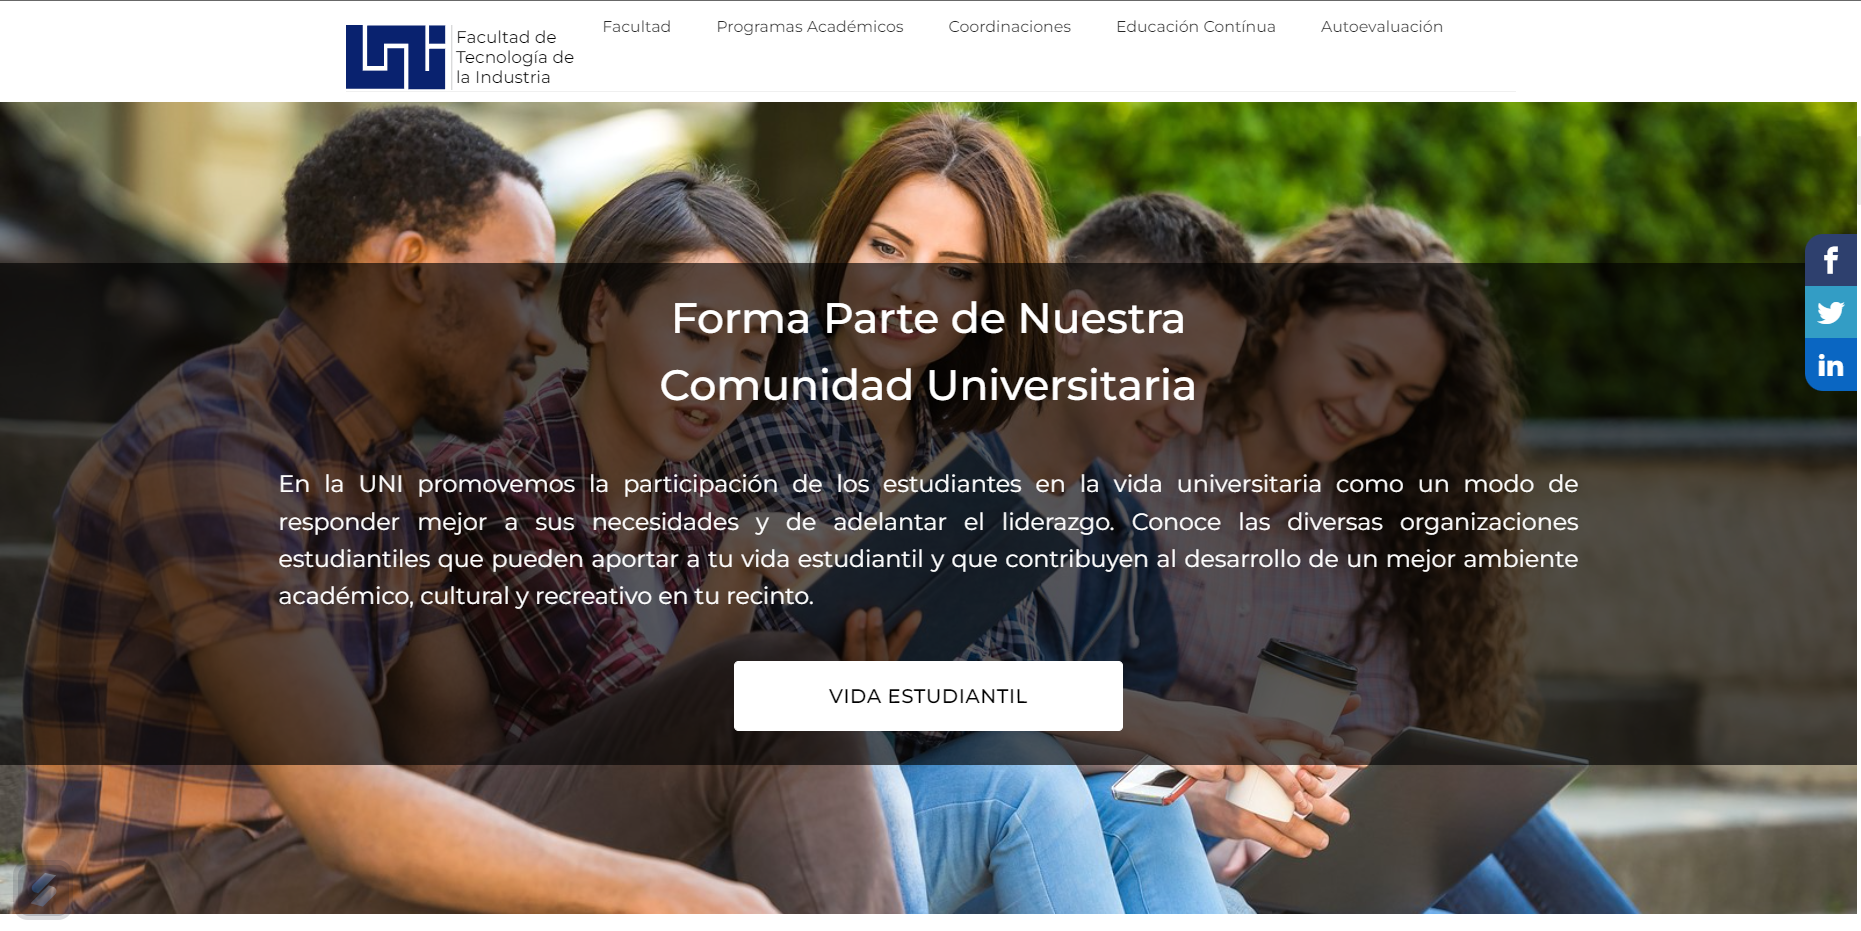 Facultad de
Tecnología de
la Industria
Facultad
Programas Académicos
Coordinaciones
Educación Contínua
Autoevaluación
Forma Parte de Nuestra
Comunidad Universitaria
En la UNI promovemos la participación de los estudiantes en la vida universitaria como un modo de
responder mejor a sus necesidades y de adelantar el liderazgo. Conoce las diversas organizaciones
estudiantiles que pueden aportar a tu vida estudiantil y que contribuyen al desarrollo de un mejor ambiente
académico, cultural y recreativo en tu recinto.
VIDA ESTUDIANTIL